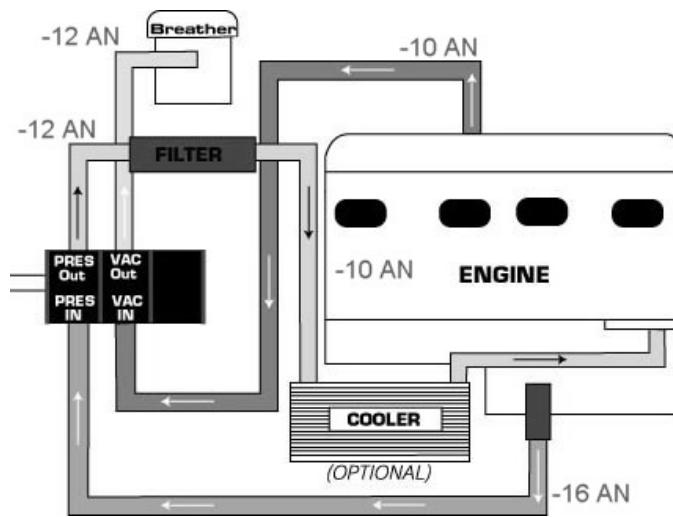 -12 AN
Breather
-10 AN
-12 AN
FILTER
PRES
Out
VAC
Out
PRES
IN
VAC
IN
-10 AN
ENGINE
COOLER
(OPTIONAL)
-16 AN